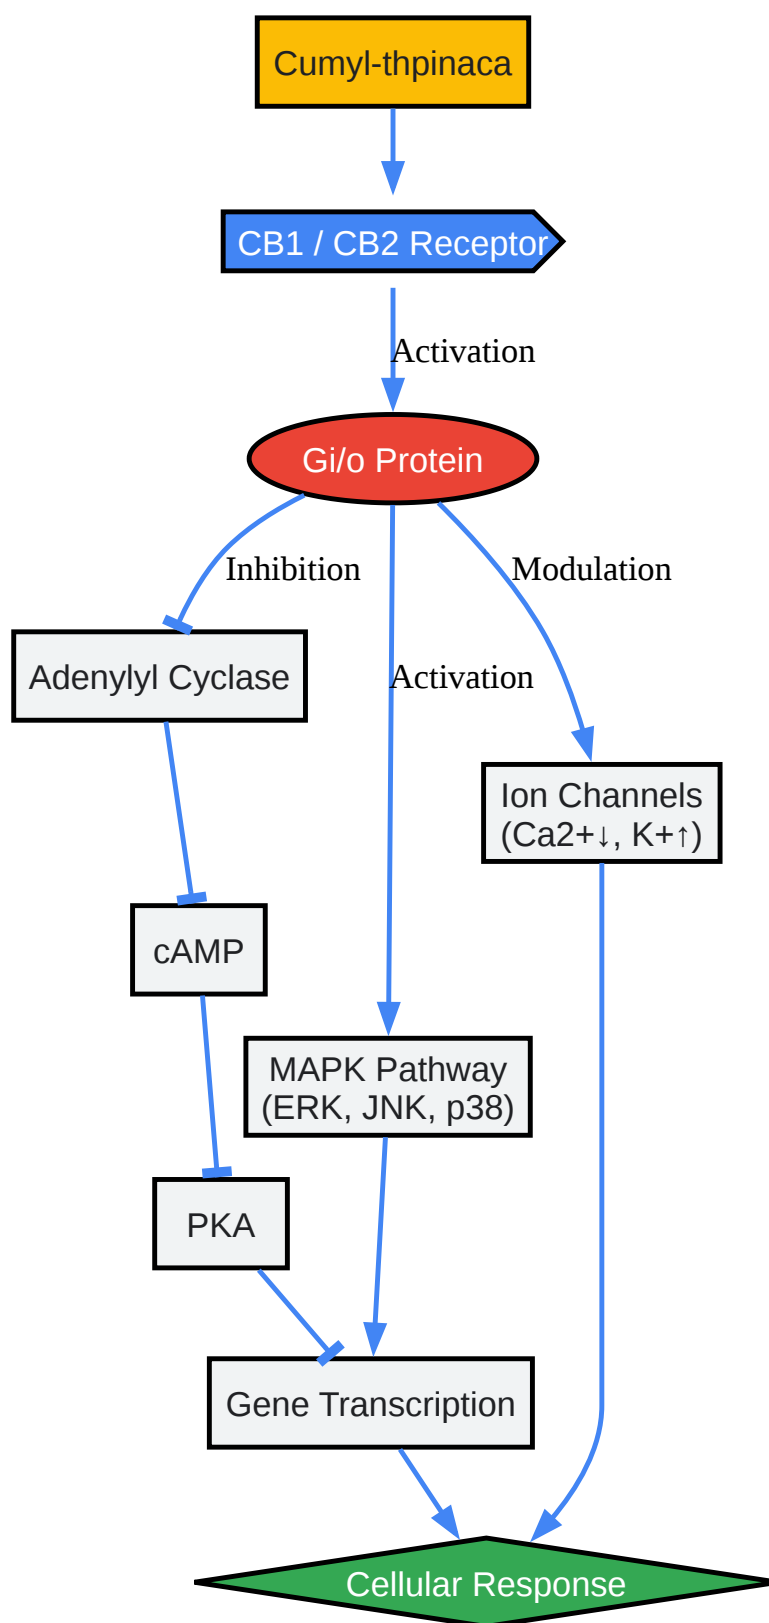 Cumyl-thpinaca
CB1 / CB2 Receptor
Activation
Gi/o Protein
Inhibition
Modulation
Adenylyl Cyclase
Activation
Ion Channels
(Ca2+↓, K+↑)
cAMP
MAPK Pathway
(ERK, JNK, p38)
PKA
Gene Transcription
Cellular Response